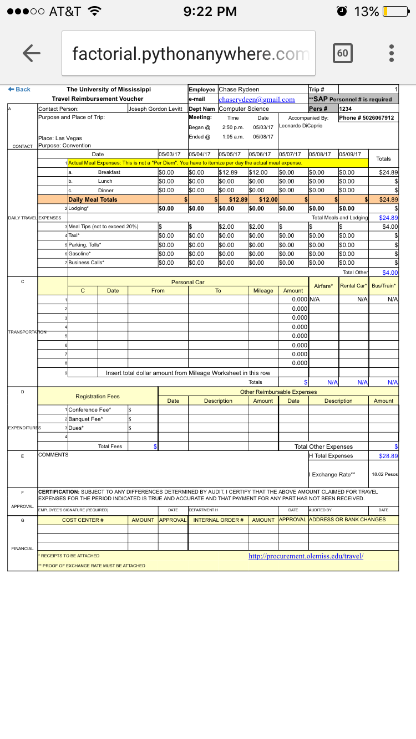 AT&T 9:22 PM 13%
factorial.pythonanywhere.com 60
Back The University of Mississippi Employee Chase Rydeen Trip # 1
Travel Reimbursement Voucher e-mail chaserydeen@gmail.com **SAP Personnel # is required
A Contact Person: Joseph Gordon Levitt Dept Nam Computer Science Pers # 1234
Purpose and Place of Trip: Meeting: Time Date Accompanied By: Phone # 5026067912
Began @ 2:50 p.m. 05/03/17 Leonardo DiCaprio
Place: Las Vegas Ended @ 1:05 a.m. 05/08/17
CONTACT Purpose: Convention
Date 05/03/17 05/04/17 05/05/17 05/06/17 05/07/17 05/08/17 05/09/17 Totals
1 Actual Meal Expenses: This is not a "Per Diem". You have to itemize per day the actual meal expense.
a. Breakfast $0.00 $0.00 $12.89 $12.00 $0.00 $0.00 $0.00 $24.89
b. Lunch $0.00 $0.00 $0.00 $0.00 $0.00 $0.00 $0.00 $
c. Dinner $0.00 $0.00 $0.00 $0.00 $0.00 $0.00 $0.00 $
Daily Meal Totals $ $ $12.89 $12.00 $ $ $ $24.89
2 Lodging* $0.00 $0.00 $0.00 $0.00 $0.00 $0.00 $0.00 $
DAILY TRAVEL EXPENSES Total Meals and Lodging $24.89
3 Meal Tips (not to exceed 20%) $ $ $2.00 $2.00 $ $ $ $4.00
4 Taxi* $0.00 $0.00 $0.00 $0.00 $0.00 $0.00 $0.00 $
5 Parking, Tolls* $0.00 $0.00 $0.00 $0.00 $0.00 $0.00 $0.00 $
6 Gasoline* $0.00 $0.00 $0.00 $0.00 $0.00 $0.00 $0.00 $
7 Business Calls* $0.00 $0.00 $0.00 $0.00 $0.00 $0.00 $0.00 $
Total Other $4.00
C Personal Car Airfare* Rental Car* Bus/Train*
C Date From To Mileage Amount
1 0.000 N/A N/A N/A
2 0.000
3 0.000
4 0.000
TRANSPORTATION
5 0.000
6 0.000
7 0.000
8 0.000
9 Insert total dollar amount from Mileage Worksheet in this row
Totals $ N/A N/A N/A
D Registration Fees Other Reimbursable Expenses
Date Description Amount Date Description Amount
1 Conference Fee* $
2 Banquet Fee* $
EXPENDITURES 3 Dues* $
4
Total Fees $ Total Other Expenses $
E COMMENTS H Total Expenses $28.89
I Exchange Rate** 18.02 Pesos
F CERTIFICATION: SUBJECT TO ANY DIFFERENCES DETERMINED BY AUDIT. I CERTIFY THAT THE ABOVE AMOUNT CLAIMED FOR TRAVEL
EXPENSES FOR THE PERIOD INDICATED IS TRUE AND ACCURATE AND THAT PAYMENT FOR ANY PART HAS NOT BEEN RECEIVED
APPROVAL EMPLOYEE'S SIGNATURE (REQUIRED) DATE DEPARTMENT H DATE AUDITED BY DATE
G COST CENTER # AMOUNT APPROVAL INTERNAL ORDER # AMOUNT APPROVAL ADDRESS OR BANK CHANGES
FINANCIAL
* RECEIPTS TO BE ATTACHED http://procurement.olemiss.edu/travel/
** PROOF OF EXCHANGE RATE MUST BE ATTACHED